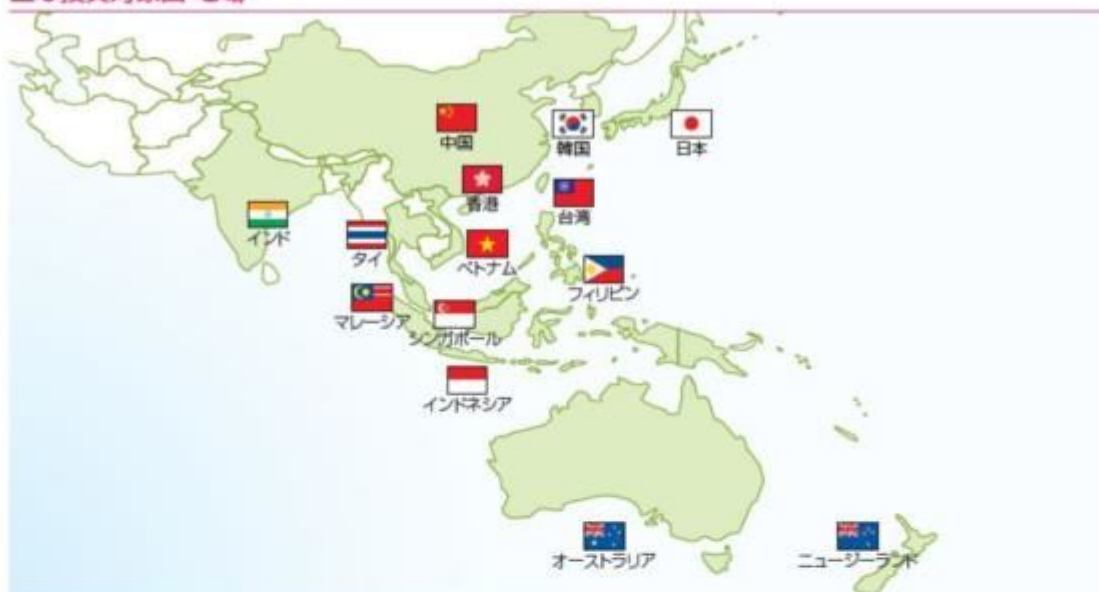 中国
韓国
日本
香港
台湾
インド
タイ
ベトナム
フィリピン
マレーシア
シンガポール
インドネシア
オーストラリア
ニュージーランド